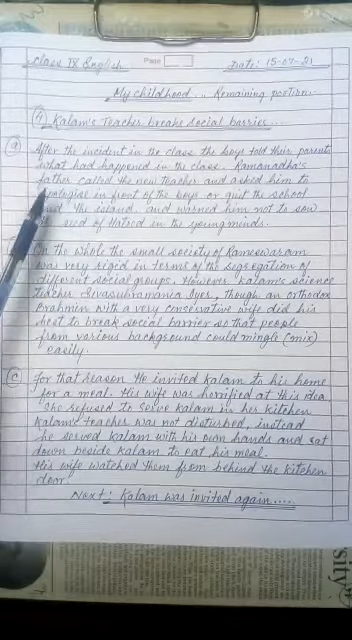 Class IX English Page Date: 15-07-21
My childhood .. Remaining portion
(4) Kalam's Teacher breaks social barrier...
(a) After the incident in the class the boys told their parents
what had happened in the class. Ramanadha's
father called the new teacher and asked him to
apologise in front of the boys or quit the school
and the island. and warned him not to sow
seed of Hatred in the young minds.
On the whole the small society of Rameswaram
was very rigid in terms of the segregation of
different social groups. However kalam's science
teacher Sivasubramania Iyer, though an orthodox
Brahmin with a very conservative wife did his
best to break social barrier so that people
from various background could mingle (mix)
easily.
(c) For that reason He invited Kalam to his home
for a meal. His wife was horrified at this idea
She refused to serve Kalam in her kitchen
Kalam's teacher was not disturbed, instead
he served Kalam with his own hands and sat
down beside Kalam to eat his meal.
His wife watched them from behind the kitchen
door.
Next: Kalam was invited again.....
sity